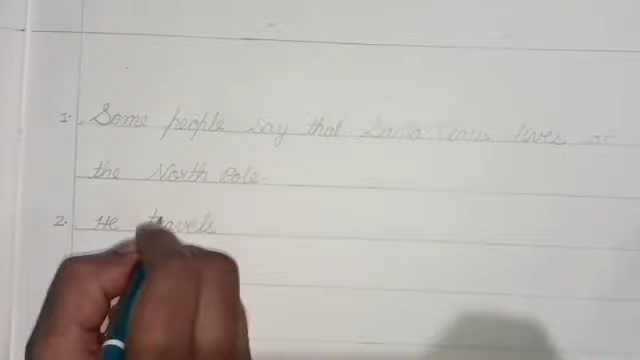 1. Some people say that Santa Claus lives at
the North Pole.
2. He travels